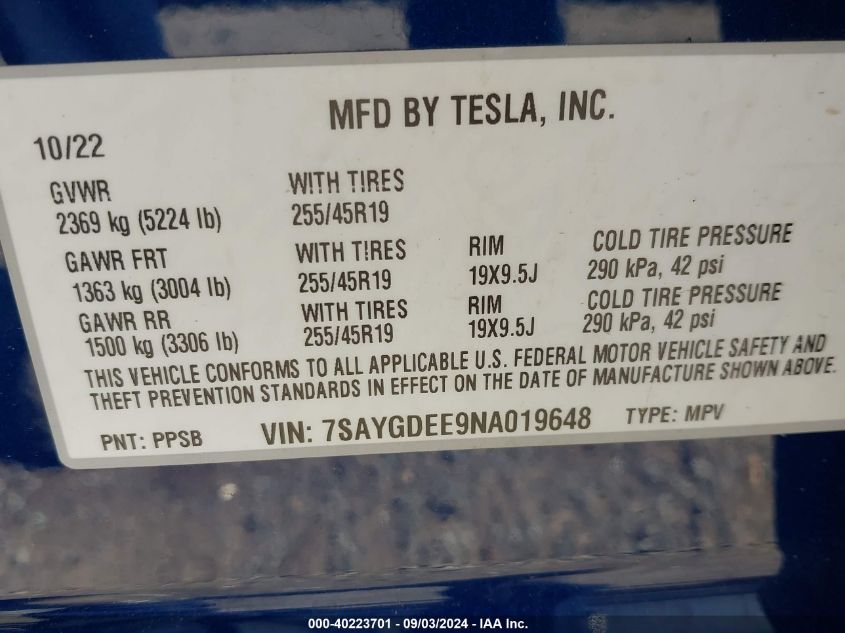 MFD BY TESLA, INC.
10/22
GVWR WITH TIRES
2369 kg (5224 lb) 255/45R19
GAWR FRT WITH TIRES RIM COLD TIRE PRESSURE
1363 kg (3004 lb) 255/45R19 19X9.5J 290 kPa, 42 psi
GAWR RR WITH TIRES RIM COLD TIRE PRESSURE
1500 kg (3306 lb) 255/45R19 19X9.5J 290 kPa, 42 psi
THIS VEHICLE CONFORMS TO ALL APPLICABLE U.S. FEDERAL MOTOR VEHICLE SAFETY AND
THEFT PREVENTION STANDARDS IN EFFECT ON THE DATE OF MANUFACTURE SHOWN ABOVE.
PNT: PPSB VIN: 7SAYGDEE9NA019648 TYPE: MPV
000-40223701 - 09/03/2024 - IAA Inc.